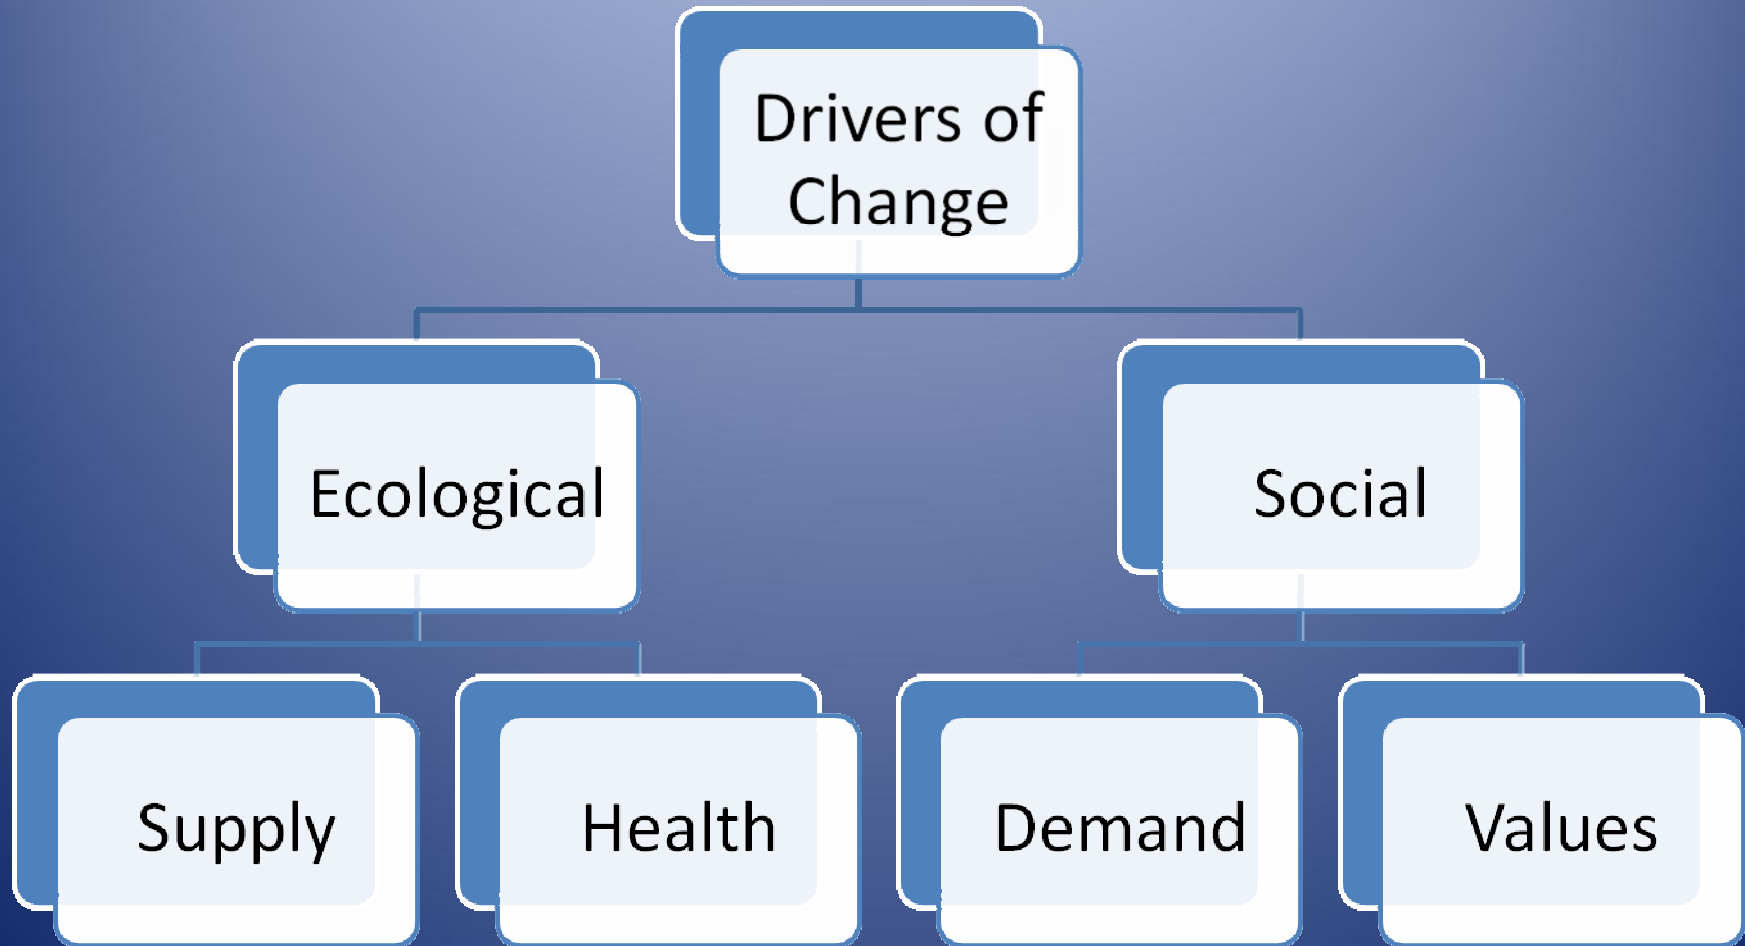 Drivers of
Change
Ecological
Social
Supply
Health
Demand
Values